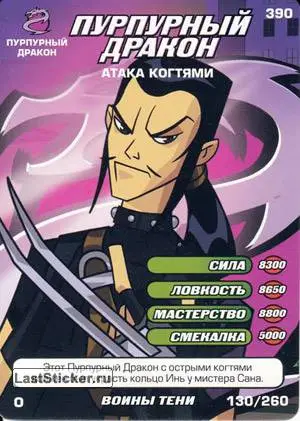 390
ПУРПУРНЫЙ
ДРАКОН
ПУРПУРНЫЙ
ДРАКОН
АТАКА КОГТЯМИ
СИЛА 8300
ЛОВКОСТЬ 8650
МАСТЕРСТВО 8800
СМЕКАЛКА 5000
Этот Пурпурный Дракон с острыми когтями
кольцо Инь у мистера Сана.
LastSticker.ru
0 ВОИНЫ ТЕНИ 130/260